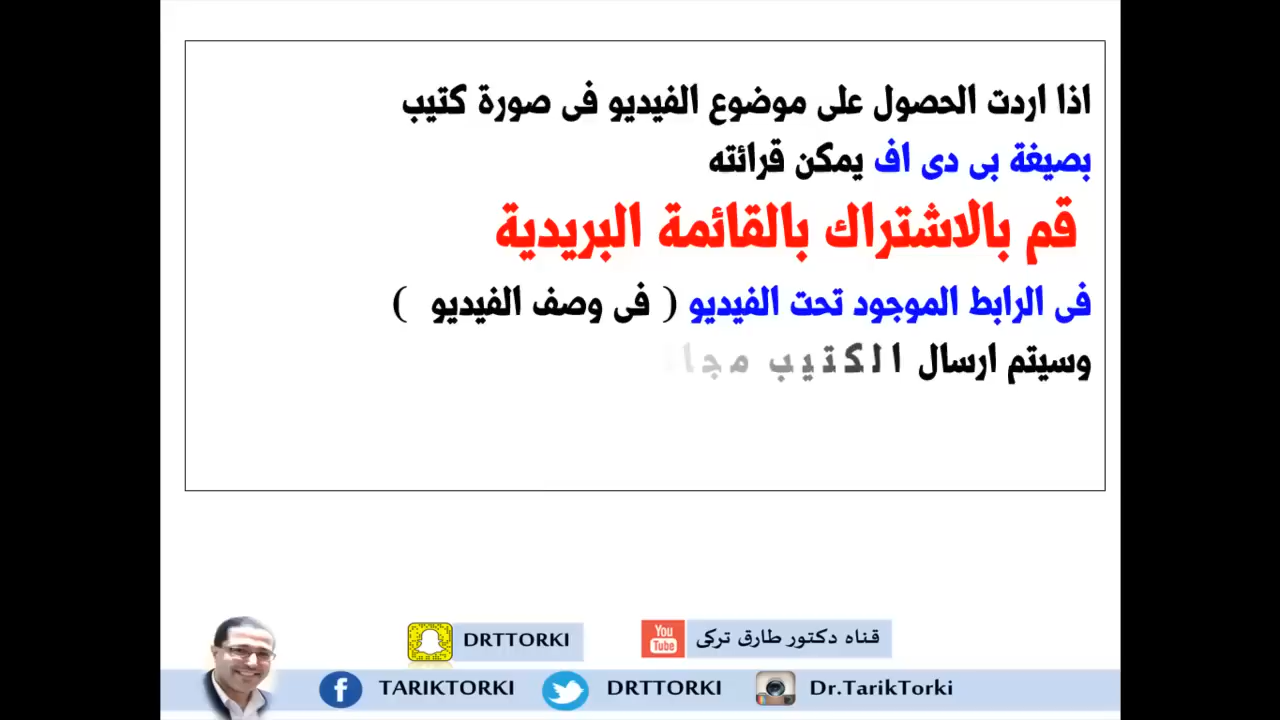 اذا اردت الحصول على موضوع الفيديو فى صورة كتيب
بصيغة بى دى اف يمكن قرائته
قم بالاشتراك بالقائمة البريدية
فى الرابط الموجود تحت الفيديو ( فى وصف الفيديو )
وسيتم ارسال الكتيب
DRTTORKI
You Tube قناه دكتور طارق تركى
TARIKTORKI DRTTORKI Dr.TarikTorki